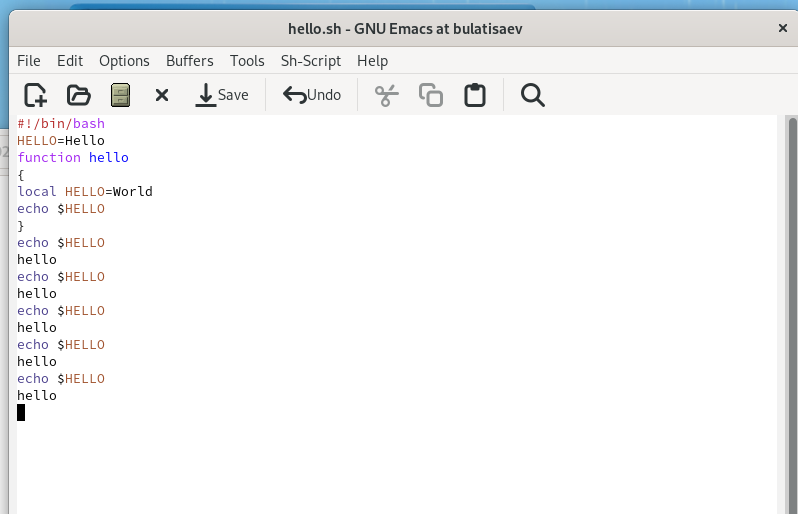 hello.sh - GNU Emacs at bulatisaev
File Edit Options Buffers Tools Sh-Script Help
Save Undo
#!/bin/bash
HELLO=Hello
function hello
{
local HELLO=World
echo $HELLO
}
echo $HELLO
hello
echo $HELLO
hello
echo $HELLO
hello
echo $HELLO
hello
echo $HELLO
hello